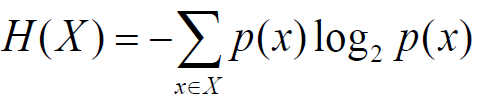 H(X) = −∑_{x∈X} p(x) log₂ p(x)